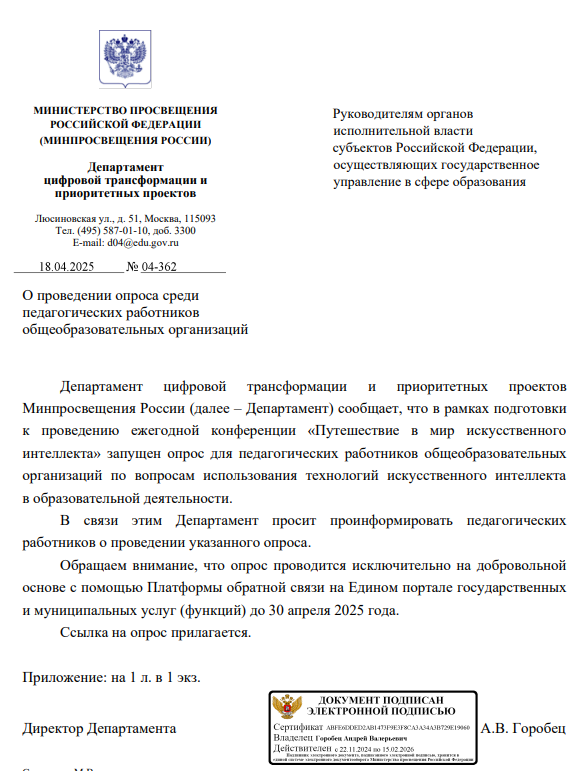 МИНИСТЕРСТВО ПРОСВЕЩЕНИЯ
РОССИЙСКОЙ ФЕДЕРАЦИИ
(МИНПРОСВЕЩЕНИЯ РОССИИ)
Департамент
цифровой трансформации и
приоритетных проектов
Люсиновская ул., д. 51, Москва, 115093
Тел. (495) 587-01-10, доб. 3300
E-mail: d04@edu.gov.ru
18.04.2025 № 04-362
Руководителям органов
исполнительной власти
субъектов Российской Федерации,
осуществляющих государственное
управление в сфере образования
О проведении опроса среди
педагогических работников
общеобразовательных организаций
Департамент цифровой трансформации и приоритетных проектов
Минпросвещения России (далее – Департамент) сообщает, что в рамках подготовки
к проведению ежегодной конференции «Путешествие в мир искусственного
интеллекта» запущен опрос для педагогических работников общеобразовательных
организаций по вопросам использования технологий искусственного интеллекта
в образовательной деятельности.
В связи этим Департамент просит проинформировать педагогических
работников о проведении указанного опроса.
Обращаем внимание, что опрос проводится исключительно на добровольной
основе с помощью Платформы обратной связи на Едином портале государственных
и муниципальных услуг (функций) до 30 апреля 2025 года.
Ссылка на опрос прилагается.
Приложение: на 1 л. в 1 экз.
ДОКУМЕНТ ПОДПИСАН
ЭЛЕКТРОННОЙ ПОДПИСЬЮ
Сертификат ABFE6DDED2AB1473F9E3F8CA3A34A3B729E19060
Владелец Горобец Андрей Валерьевич
Действителен с 22.11.2024 по 15.02.2026
Директор Департамента
А.В. Горобец